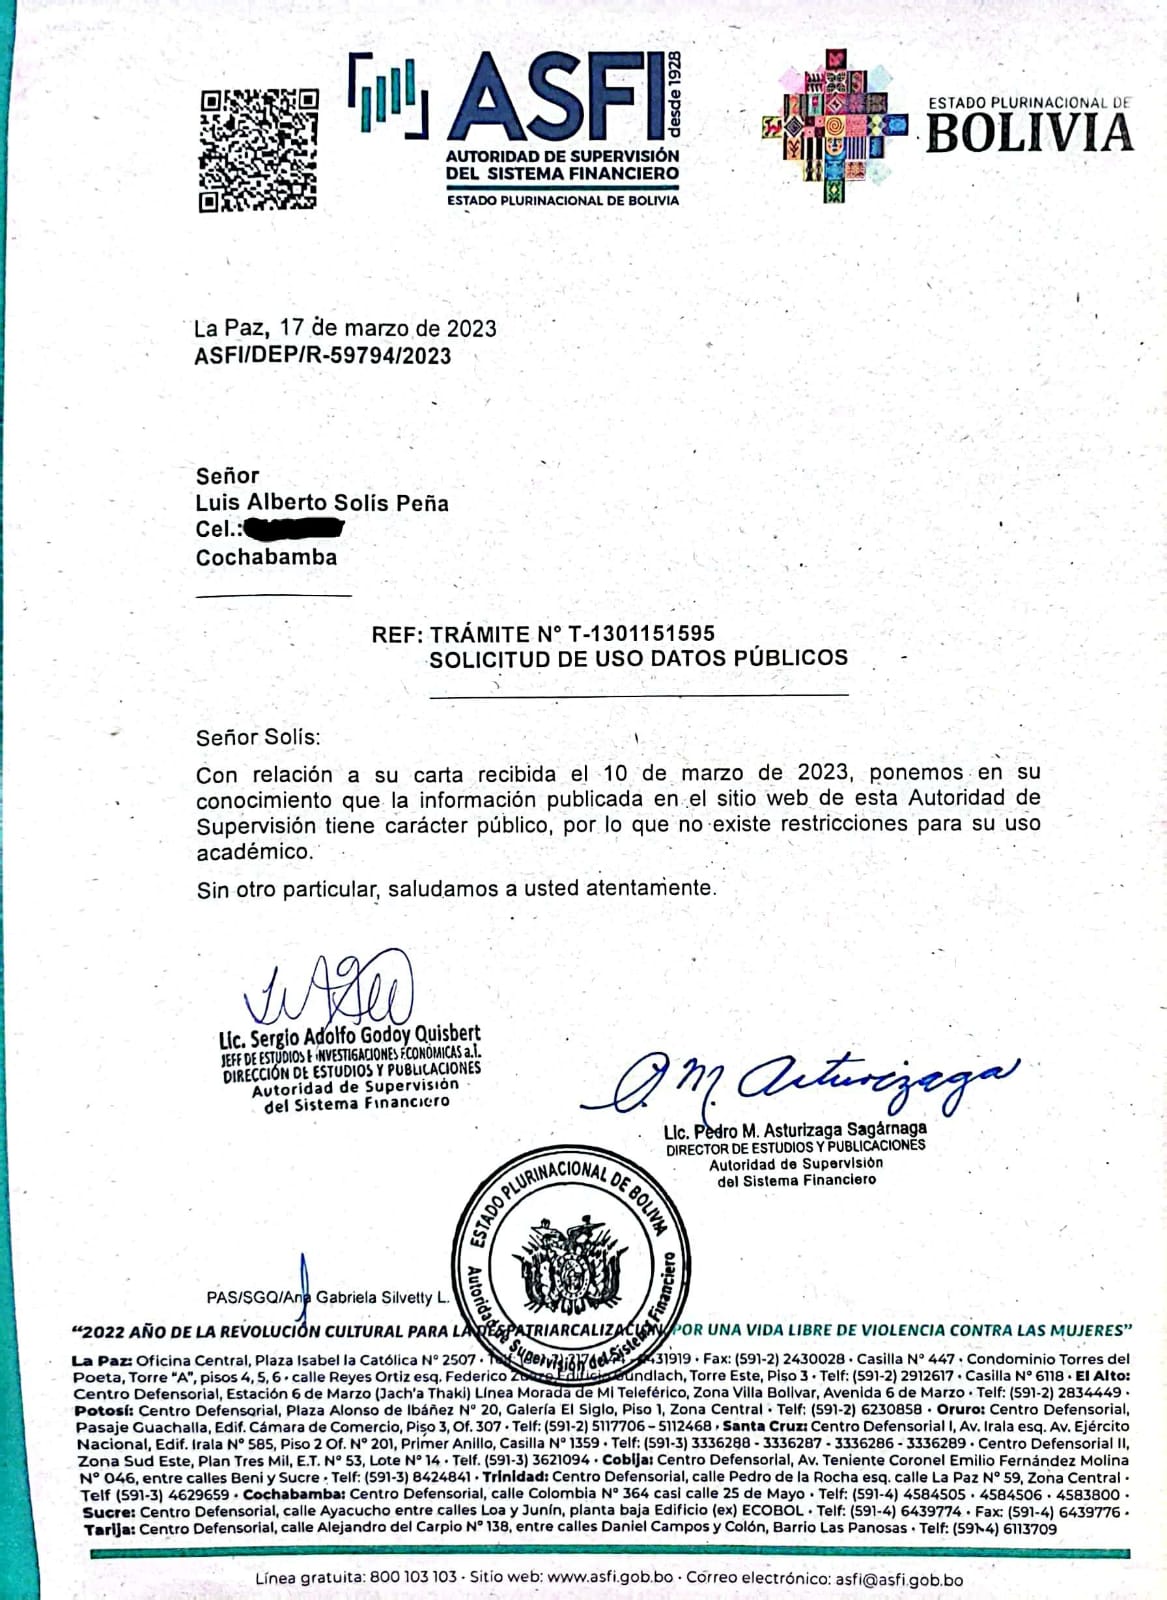 ASFI
desde 1928
AUTORIDAD DE SUPERVISIÓN
DEL SISTEMA FINANCIERO
ESTADO PLURINACIONAL DE BOLIVIA
ESTADO PLURINACIONAL DE
BOLIVIA
La Paz, 17 de marzo de 2023
ASFI/DEP/R-59794/2023
Señor
Luis Alberto Solís Peña
Cel.:
Cochabamba
REF: TRÁMITE N° T-1301151595
SOLICITUD DE USO DATOS PÚBLICOS
Señor Solís:
Con relación a su carta recibida el 10 de marzo de 2023, ponemos en su
conocimiento que la información publicada en el sitio web de esta Autoridad de
Supervisión tiene carácter público, por lo que no existe restricciones para su uso
académico.
Sin otro particular, saludamos a usted atentamente.
Lic. Sergio Adolfo Godoy Quisbert
JEFE DE ESTUDIOS E INVESTIGACIONES ECONÓMICAS a.i.
DIRECCIÓN DE ESTUDIOS Y PUBLICACIONES
Autoridad de Supervisión
del Sistema Financiero
P. M. Asturizaga
Lic. Pedro M. Asturizaga Sagárnaga
DIRECTOR DE ESTUDIOS Y PUBLICACIONES
Autoridad de Supervisión
del Sistema Financiero
ESTADO PLURINACIONAL DE BOLIVIA
Autoridad de Supervisión del Sistema Financiero
PAS/SGQ/Ana Gabriela Silvetty L.
"2022 AÑO DE LA REVOLUCIÓN CULTURAL PARA LA DESPATRIARCALIZACIÓN POR UNA VIDA LIBRE DE VIOLENCIA CONTRA LAS MUJERES"
La Paz: Oficina Central, Plaza Isabel la Católica N° 2507 · 2431919 · Fax: (591-2) 2430028 · Casilla N° 447 · Condominio Torres del
Poeta, Torre "A", pisos 4, 5, 6 · calle Reyes Ortiz esq. Federico Zuazo Edificio Gundlach, Torre Este, Piso 3 · Telf: (591-2) 2912617 · Casilla N° 6118 · El Alto:
Centro Defensorial, Estación 6 de Marzo (Jach'a Thaki) Línea Morada de Mi Teleférico, Zona Villa Bolívar, Avenida 6 de Marzo · Telf: (591-2) 2834449 ·
Potosí: Centro Defensorial, Plaza Alonso de Ibáñez N° 20, Galería El Siglo, Piso 1, Zona Central · Telf: (591-2) 6230858 · Oruro: Centro Defensorial,
Pasaje Guachalla, Edif. Cámara de Comercio, Piso 3, Of. 307 · Telf: (591-2) 5117706 – 5112468 · Santa Cruz: Centro Defensorial I, Av. Irala esq. Av. Ejército
Nacional, Edif. Irala N° 585, Piso 2 Of. N° 201, Primer Anillo, Casilla N° 1359 · Telf: (591-3) 3336288 - 3336287 - 3336286 - 3336289 · Centro Defensorial II,
Zona Sud Este, Plan Tres Mil, E.T. N° 53, Lote N° 14 · Telf. (591-3) 3621094 · Cobija: Centro Defensorial, Av. Teniente Coronel Emilio Fernández Molina
N° 046, entre calles Beni y Sucre · Telf: (591-3) 8424841 · Trinidad: Centro Defensorial, calle Pedro de la Rocha esq. calle La Paz N° 59, Zona Central ·
Telf (591-3) 4629659 · Cochabamba: Centro Defensorial, calle Colombia N° 364 casi calle 25 de Mayo · Telf: (591-4) 4584505 · 4584506 · 4583800 ·
Sucre: Centro Defensorial, calle Ayacucho entre calles Loa y Junín, planta baja Edificio (ex) ECOBOL · Telf: (591-4) 6439774 · Fax: (591-4) 6439776 ·
Tarija: Centro Defensorial, calle Alejandro del Carpio N° 138, entre calles Daniel Campos y Colón, Barrio Las Panosas · Telf: (591-4) 6113709
Línea gratuita: 800 103 103 · Sitio web: www.asfi.gob.bo · Correo electrónico: asfi@asfi.gob.bo